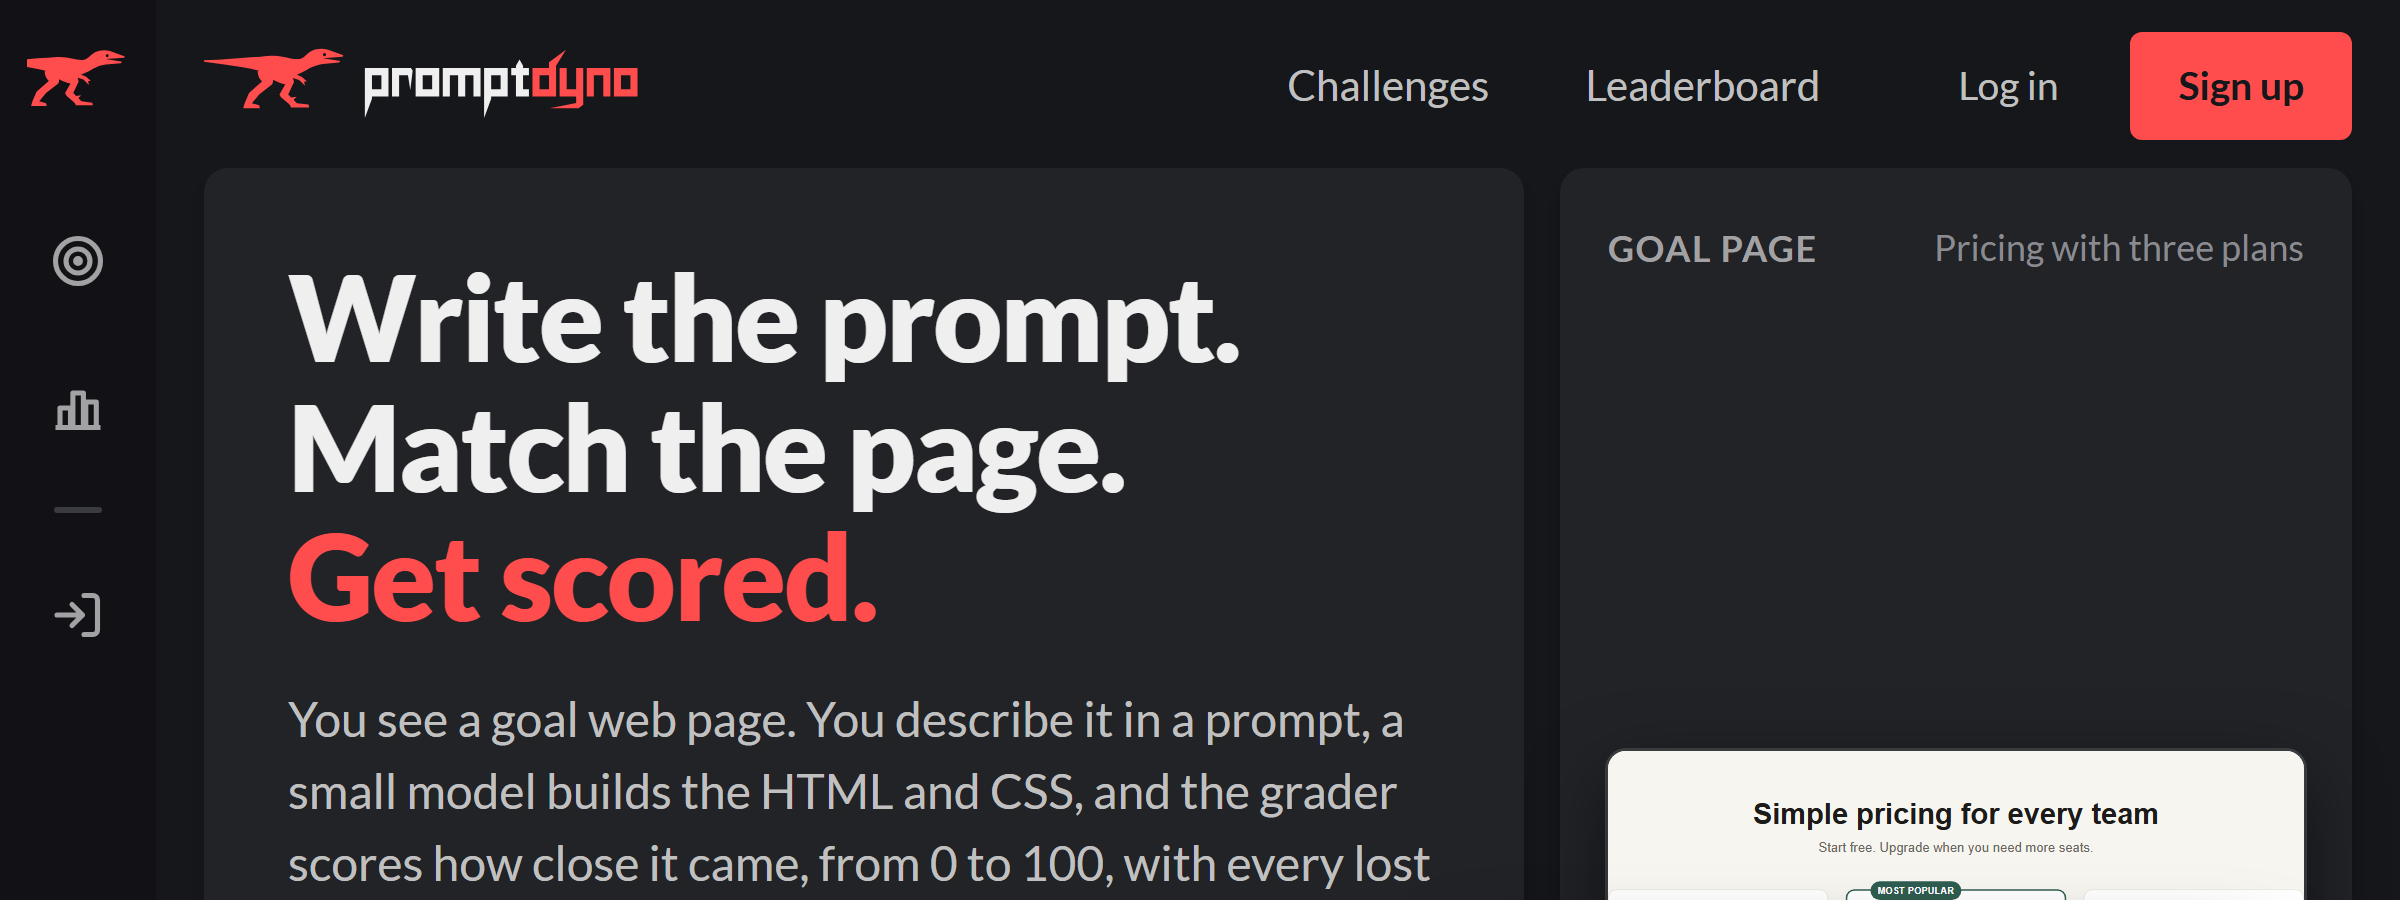 promptdyno
Challenges
Leaderboard
Log in
Sign up
Write the prompt.
Match the page.
Get scored.
You see a goal web page. You describe it in a prompt, a
small model builds the HTML and CSS, and the grader
scores how close it came, from 0 to 100, with every lost
GOAL PAGE
Pricing with three plans
Simple pricing for every team
Start free. Upgrade when you need more seats.
MOST POPULAR